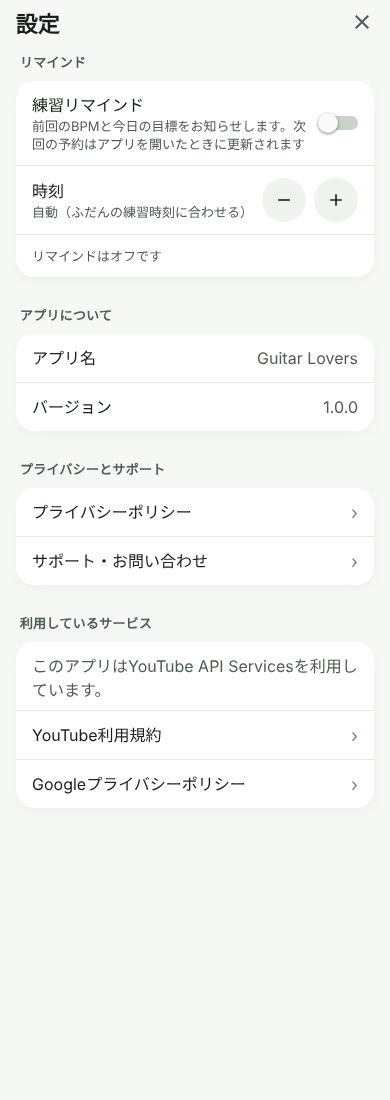 設定
リマインド
練習リマインド
前回のBPMと今日の目標をお知らせします。次
回の予約はアプリを開いたときに更新されます
時刻
自動（ふだんの練習時刻に合わせる）
リマインドはオフです
アプリについて
アプリ名 Guitar Lovers
バージョン 1.0.0
プライバシーとサポート
プライバシーポリシー
サポート・お問い合わせ
利用しているサービス
このアプリはYouTube API Servicesを利用し
ています。
YouTube利用規約
Googleプライバシーポリシー